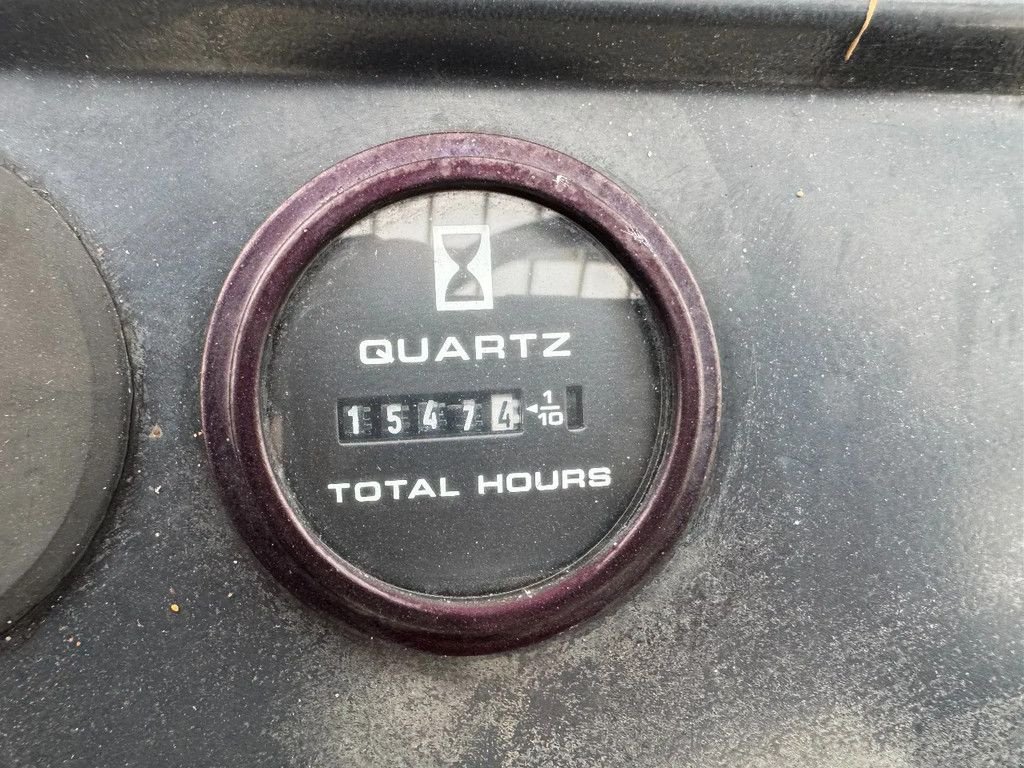 QUARTZ
15474 ◄1/10
TOTAL HOURS